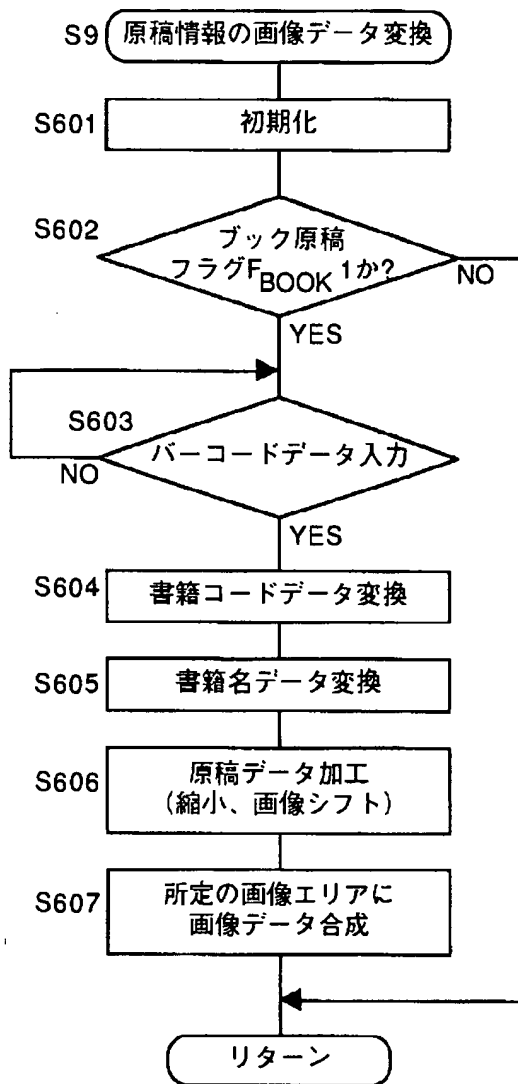 S9 原稿情報の画像データ変換
S601 初期化
S602
ブック原稿
フラグFBOOK 1か?
NO
YES
S603
バーコードデータ入力
NO
YES
S604 書籍コードデータ変換
S605 書籍名データ変換
S606 原稿データ加工
(縮小、画像シフト)
S607 所定の画像エリアに
画像データ合成
リターン